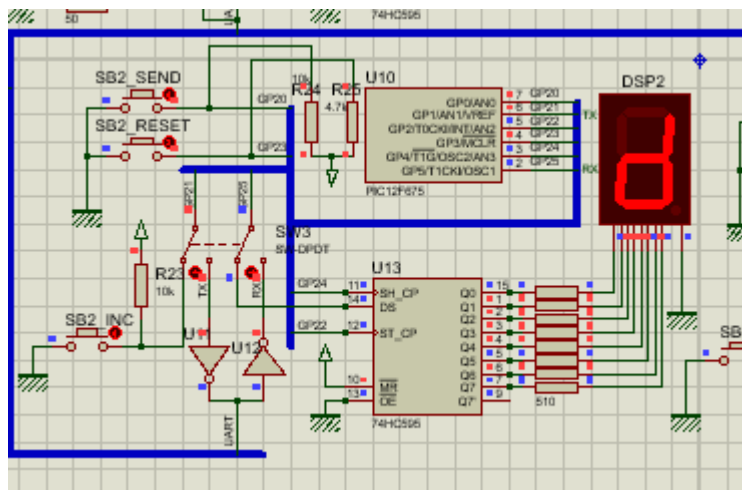 50
UA
74HC595
SB2_SEND
10k
R24
R25
4.7k
U10
DSP2
GP20
SB2_RESET
GP23
GP0/AN0
GP1/AN1/VREF
GP2/T0CKI/INT/AN2
GP3/MCLR
GP4/T1G/OSC2/AN3
GP5/T1CKI/OSC1
7
6
5
4
3
2
GP20
GP21
GP22
GP23
GP24
GP25
TX
RX
PIC12F675
d
GP21
GP25
SW3
SW-DPDT
R23
10k
TX
RX
SB2_INC
U11
U12
UART
U13
GP24
GP22
11
14
12
10
13
SH_CP
DS
ST_CP
MR
OE
Q0
Q1
Q2
Q3
Q4
Q5
Q6
Q7
Q7'
15
1
2
3
4
5
6
7
9
510
74HC595
SB